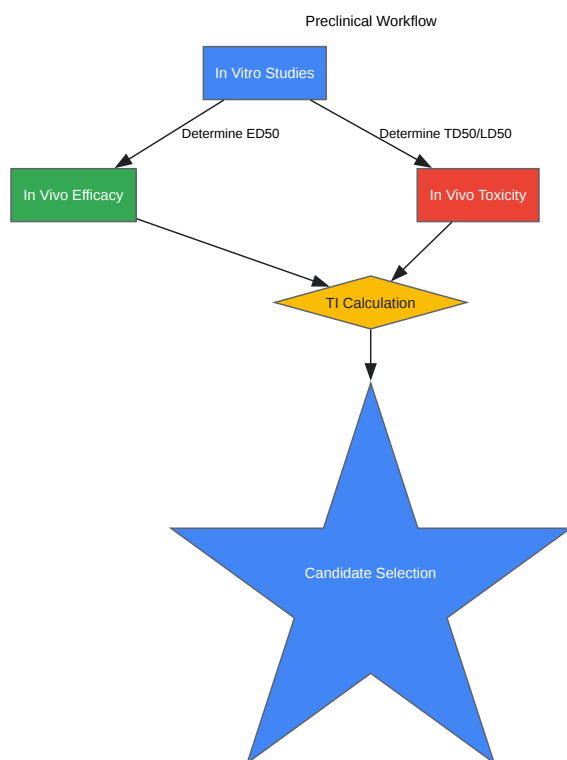 Preclinical Workflow
In Vitro Studies
Determine ED50
Determine TD50/LD50
In Vivo Efficacy
In Vivo Toxicity
TI Calculation
Candidate Selection